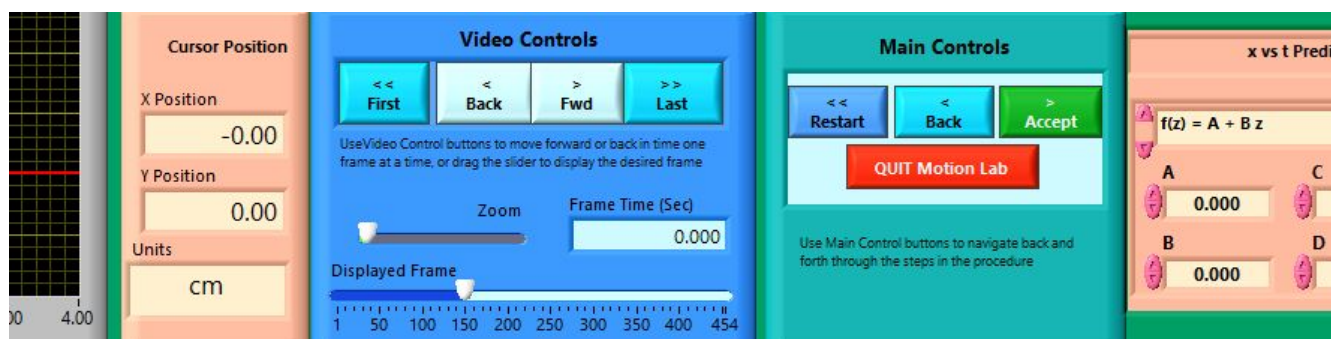 00 4.00
Cursor Position
X Position
-0.00
Y Position
0.00
Units
cm
Video Controls
<< First
< Back
> Fwd
>> Last
UseVideo Control buttons to move forward or back in time one
frame at a time, or drag the slider to display the desired frame
Zoom
Frame Time (Sec)
0.000
Displayed Frame
1 50 100 150 200 250 300 350 400 454
Main Controls
<< Restart
< Back
> Accept
QUIT Motion Lab
Use Main Control buttons to navigate back and
forth through the steps in the procedure
x vs t Predi
f(z) = A + B z
A C
0.000
B D
0.000